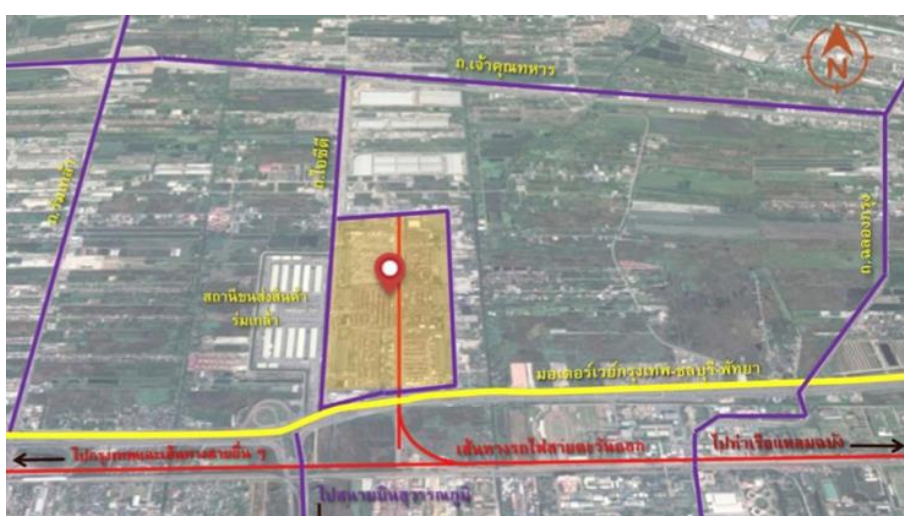 N
ถ.เจ้าคุณทหาร
ถ.ร่มเกล้า
ถ.ไอซีดี
ถ.ฉลองกรุง
สถานีขนส่งสินค้า
ร่มเกล้า
มอเตอร์เวย์กรุงเทพ-ชลบุรี-พัทยา
ไปกรุงเทพและเส้นทางสายอื่น ๆ
เส้นทางรถไฟสายตะวันออก
ไปท่าเรือแหลมฉบัง
ไปสนามบินสุวรรณภูมิ